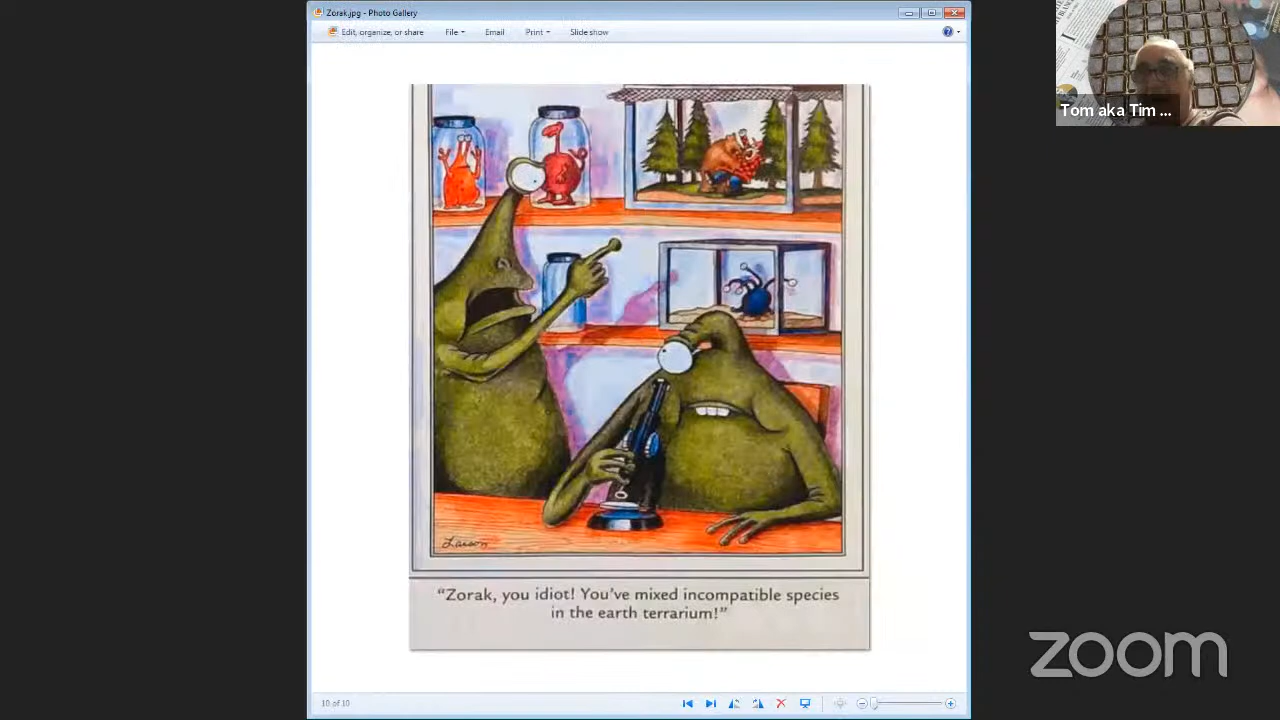 Zorak.jpg - Photo Gallery
Edit, organize, or share File Email Print Slide show
Tom aka Tim ...
Larson
"Zorak, you idiot! You've mixed incompatible species
in the earth terrarium!"
10 of 10
zoom